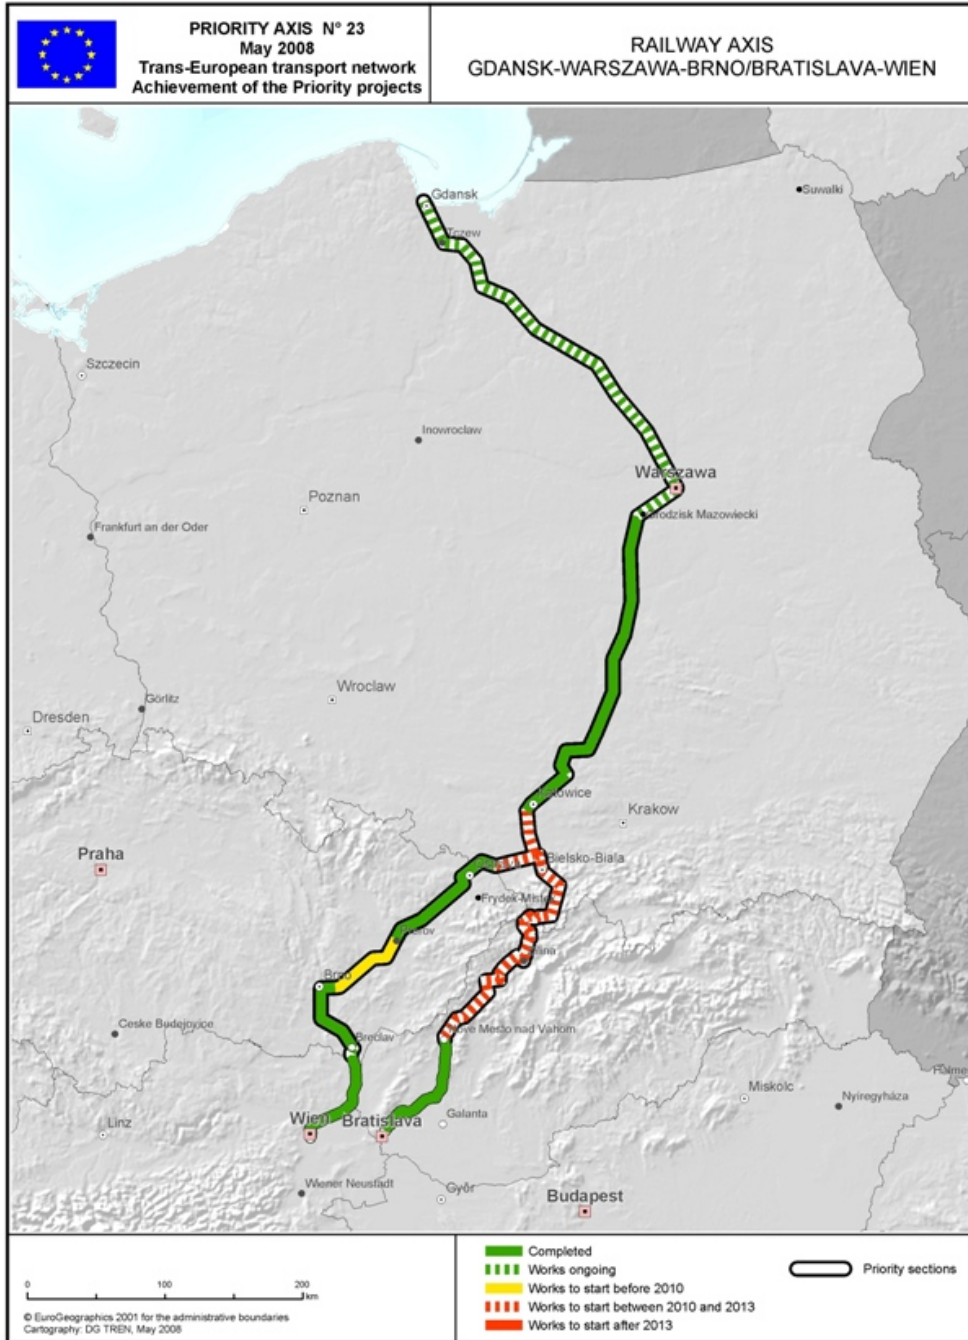 PRIORITY AXIS N° 23
May 2008
Trans-European transport network
Achievement of the Priority projects
RAILWAY AXIS
GDANSK-WARSZAWA-BRNO/BRATISLAVA-WIEN
Gdansk
Suwalki
Tczew
Szczecin
Inowroclaw
Warszawa
Poznan
Grodzisk Mazowiecki
Frankfurt an der Oder
Wroclaw
Görlitz
Dresden
Katowice
Krakow
Praha
Bielsko-Biala
Frydek-Mistek
Prerov
Zilina
Brno
Ceske Budejovice
Breclav
Nove Mesto nad Vahom
Miskolc
Nyiregyháza
Linz
Wien
Bratislava
Galanta
Wiener Neustadt
Győr
Budapest
0 100 200
km
© EuroGeographics 2001 for the administrative boundaries
Cartography: DG TREN, May 2008
Completed
Works ongoing
Works to start before 2010
Works to start between 2010 and 2013
Works to start after 2013
Priority sections